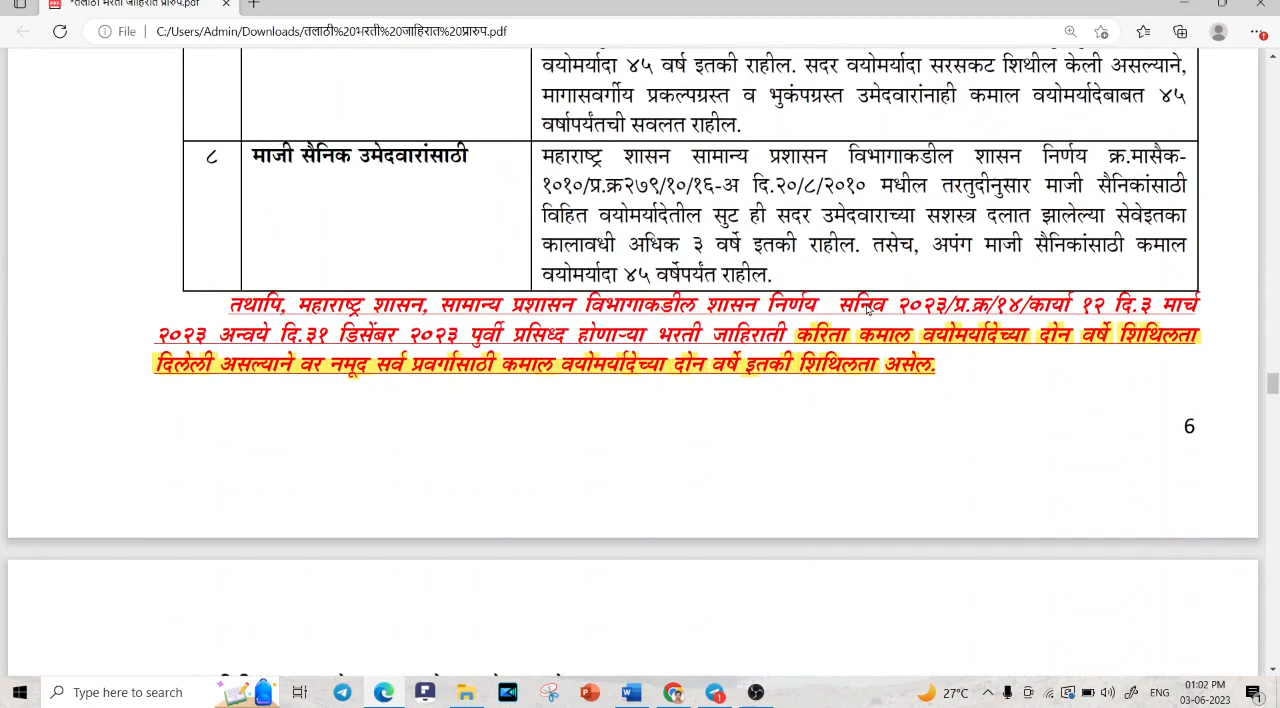 *तलाठी भरती जाहिरात प्रारुप.pdf
File C:/Users/Admin/Downloads/तलाठी%20भरती%20जाहिरात%20प्रारुप.pdf
वयोमर्यादा ४५ वर्ष इतकी राहील. सदर वयोमर्यादा सरसकट शिथील केली असल्याने,
मागासवर्गीय प्रकल्पग्रस्त व भुकंपग्रस्त उमेदवारांनाही कमाल वयोमर्यादेबाबत ४५
वर्षापर्यंतची सवलत राहील.
८ माजी सैनिक उमेदवारांसाठी
महाराष्ट्र शासन सामान्य प्रशासन विभागाकडील शासन निर्णय क्र.मासैक-
१०१०/प्र.क्र२७९/१०/१६-अ दि.२०/८/२०१० मधील तरतुदीनुसार माजी सैनिकांसाठी
विहित वयोमर्यादेतील सुट ही सदर उमेदवाराच्या सशस्त्र दलात झालेल्या सेवेइतका
कालावधी अधिक ३ वर्षे इतकी राहील. तसेच, अपंग माजी सैनिकांसाठी कमाल
वयोमर्यादा ४५ वर्षेपर्यंत राहील.
तथापि, महाराष्ट्र शासन, सामान्य प्रशासन विभागाकडील शासन निर्णय सनिव २०२३/प्र.क्र/१४/कार्या १२ दि.३ मार्च
२०२३ अन्वये दि.३१ डिसेंबर २०२३ पुर्वी प्रसिध्द होणाऱ्या भरती जाहिराती करिता कमाल वयोमर्यादेच्या दोन वर्षे शिथिलता
दिलेली असल्याने वर नमूद सर्व प्रवर्गासाठी कमाल वयोमर्यादेच्या दोन वर्षे इतकी शिथिलता असेल.
6
Type here to search
27°C
ENG
01:02 PM
03-06-2023